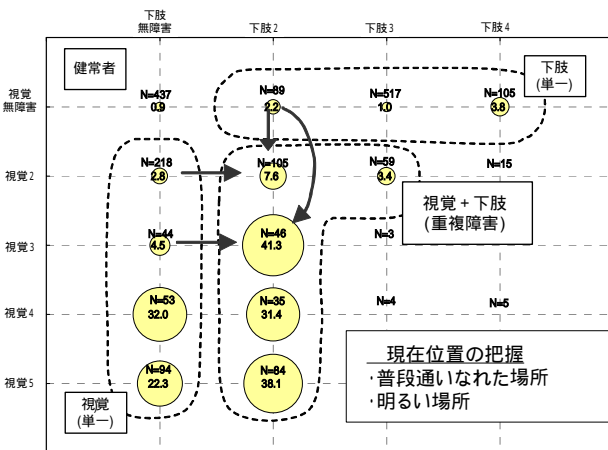 下肢
無障害
下肢2
下肢3
下肢4
健常者
下肢
(単一)
視覚
無障害
N=437
0.9
N=89
2.2
N=517
1.0
N=105
3.8
視覚2
N=218
2.8
N=105
7.6
N=59
3.4
N=15
視覚+下肢
(重複障害)
視覚3
N=44
4.5
N=46
41.3
N=3
視覚4
N=53
32.0
N=35
31.4
N=4
N=5
視覚5
N=94
22.3
N=84
38.1
視覚
(単一)
現在位置の把握
・普段通いなれた場所
・明るい場所